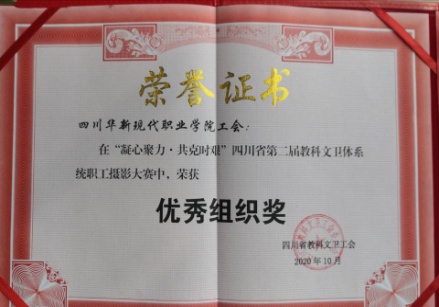 荣誉证书
四川华新现代职业学院工会：
在“凝心聚力·共克时艰”四川省第二届教科文卫体系
统职工摄影大赛中，荣获
优秀组织奖
四川省教科文卫工会
2020年10月